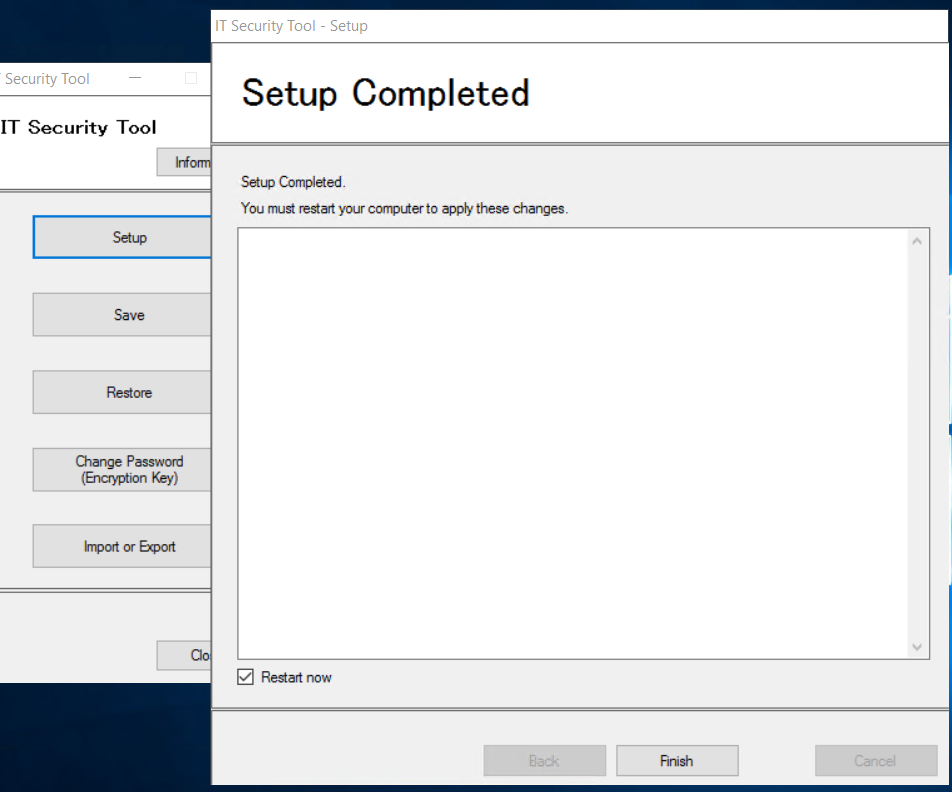 IT Security Tool - Setup
Setup Completed
Setup Completed.
You must restart your computer to apply these changes.
Restart now
Back
Finish
Cancel
Security Tool
IT Security Tool
Inform
Setup
Save
Restore
Change Password
(Encryption Key)
Import or Export
Clo